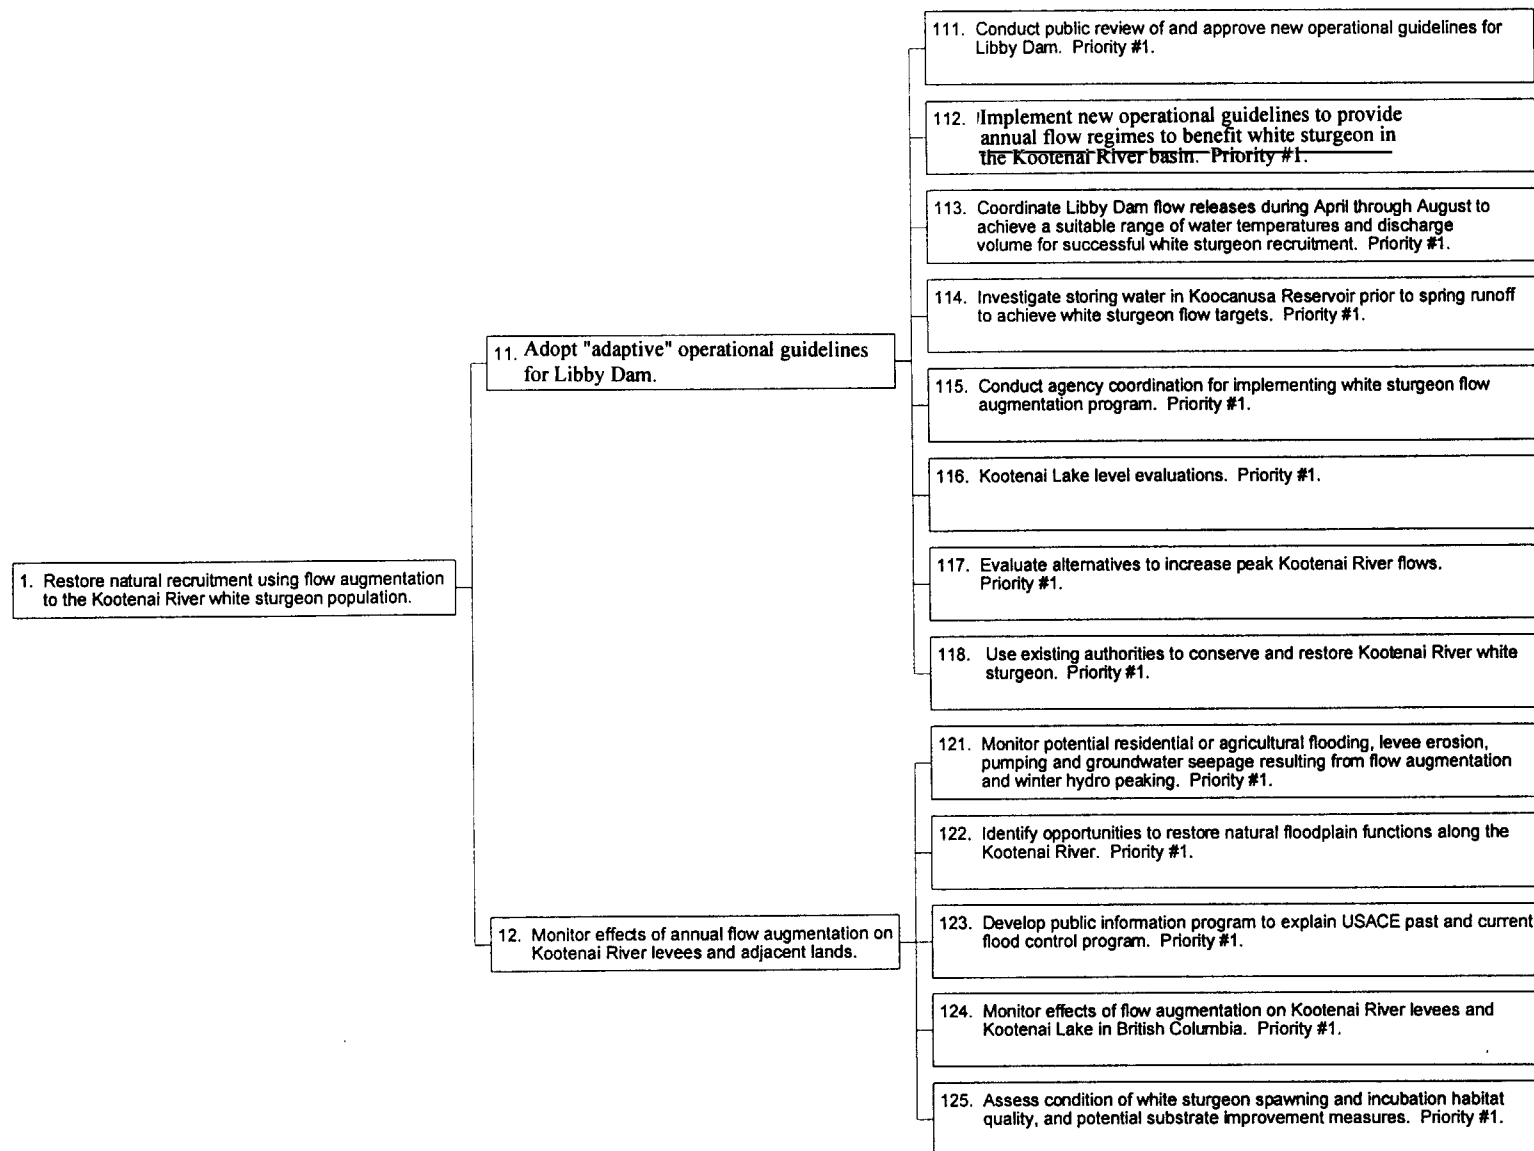 111. Conduct public review of and approve new operational guidelines for
Libby Dam. Priority #1.
112. Implement new operational guidelines to provide
annual flow regimes to benefit white sturgeon in
the Kootenai River basin. Priority #1.
113. Coordinate Libby Dam flow releases during April through August to
achieve a suitable range of water temperatures and discharge
volume for successful white sturgeon recruitment. Priority #1.
114. Investigate storing water in Koocanusa Reservoir prior to spring runoff
to achieve white sturgeon flow targets. Priority #1.
11. Adopt "adaptive" operational guidelines
for Libby Dam.
115. Conduct agency coordination for implementing white sturgeon flow
augmentation program. Priority #1.
116. Kootenai Lake level evaluations. Priority #1.
117. Evaluate alternatives to increase peak Kootenai River flows.
Priority #1.
1. Restore natural recruitment using flow augmentation
to the Kootenai River white sturgeon population.
118. Use existing authorities to conserve and restore Kootenai River white
sturgeon. Priority #1.
121. Monitor potential residential or agricultural flooding, levee erosion,
pumping and groundwater seepage resulting from flow augmentation
and winter hydro peaking. Priority #1.
122. Identify opportunities to restore natural floodplain functions along the
Kootenai River. Priority #1.
12. Monitor effects of annual flow augmentation on
Kootenai River levees and adjacent lands.
123. Develop public information program to explain USACE past and current
flood control program. Priority #1.
124. Monitor effects of flow augmentation on Kootenai River levees and
Kootenai Lake in British Columbia. Priority #1.
125. Assess condition of white sturgeon spawning and incubation habitat
quality, and potential substrate improvement measures. Priority #1.